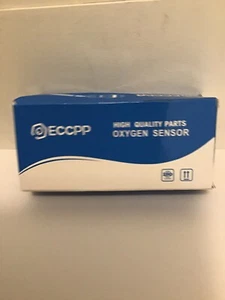 ECCPP
HIGH QUALITY PARTS
OXYGEN SENSOR